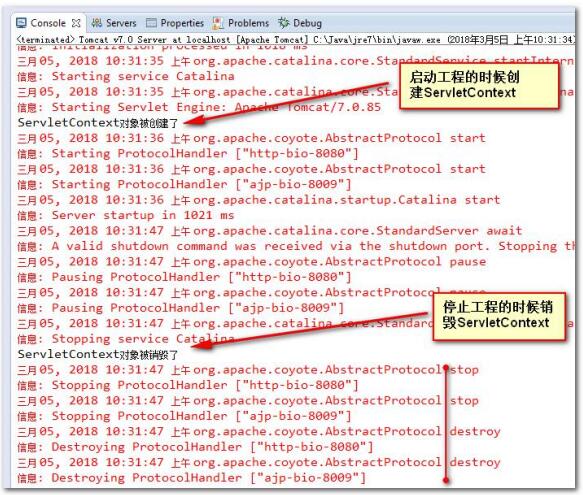 Console Servers Properties Problems Debug
<terminated> Tomcat v7.0 Server at localhost [Apache Tomcat] C:\Java\jre7\bin\javaw.exe (2018年3月5日 上午10:31:34)
信息: Initialization processed in 1018 ms
三月 05, 2018 10:31:35 上午 org.apache.catalina.core.StandardService startIntern
信息: Starting service Catalina
三月 05, 2018 10:31:35 上午 org.apache.catalina.core.Standard
启动工程的时候创
建ServletContext
信息: Starting Servlet Engine: Apache Tomcat/7.0.85
ServletContext对象被创建了
三月 05, 2018 10:31:36 上午 org.apache.coyote.AbstractProtocol start
信息: Starting ProtocolHandler ["http-bio-8080"]
三月 05, 2018 10:31:36 上午 org.apache.coyote.AbstractProtocol start
信息: Starting ProtocolHandler ["ajp-bio-8009"]
三月 05, 2018 10:31:36 上午 org.apache.catalina.startup.Catalina start
信息: Server startup in 1021 ms
三月 05, 2018 10:31:47 上午 org.apache.catalina.core.StandardServer await
信息: A valid shutdown command was received via the shutdown port. Stopping th
三月 05, 2018 10:31:47 上午 org.apache.coyote.AbstractProtocol pause
信息: Pausing ProtocolHandler ["http-bio-8080"]
三月 05, 2018 10:31:47 上午 org.apache.coyote.AbstractProtocol pause
信息: Pausing ProtocolHandler ["ajp-bio-8009"]
三月 05, 2018 10:31:47 上午 org.apache.catalina.core.Standard
停止工程的时候销
毁ServletContext
信息: Stopping service Catalina
ServletContext对象被销毁了
三月 05, 2018 10:31:47 上午 org.apache.coyote.AbstractProtocol stop
信息: Stopping ProtocolHandler ["http-bio-8080"]
三月 05, 2018 10:31:47 上午 org.apache.coyote.AbstractProtocol stop
信息: Stopping ProtocolHandler ["ajp-bio-8009"]
三月 05, 2018 10:31:47 上午 org.apache.coyote.AbstractProtocol destroy
信息: Destroying ProtocolHandler ["http-bio-8080"]
三月 05, 2018 10:31:47 上午 org.apache.coyote.AbstractProtocol destroy
信息: Destroying ProtocolHandler ["ajp-bio-8009"]